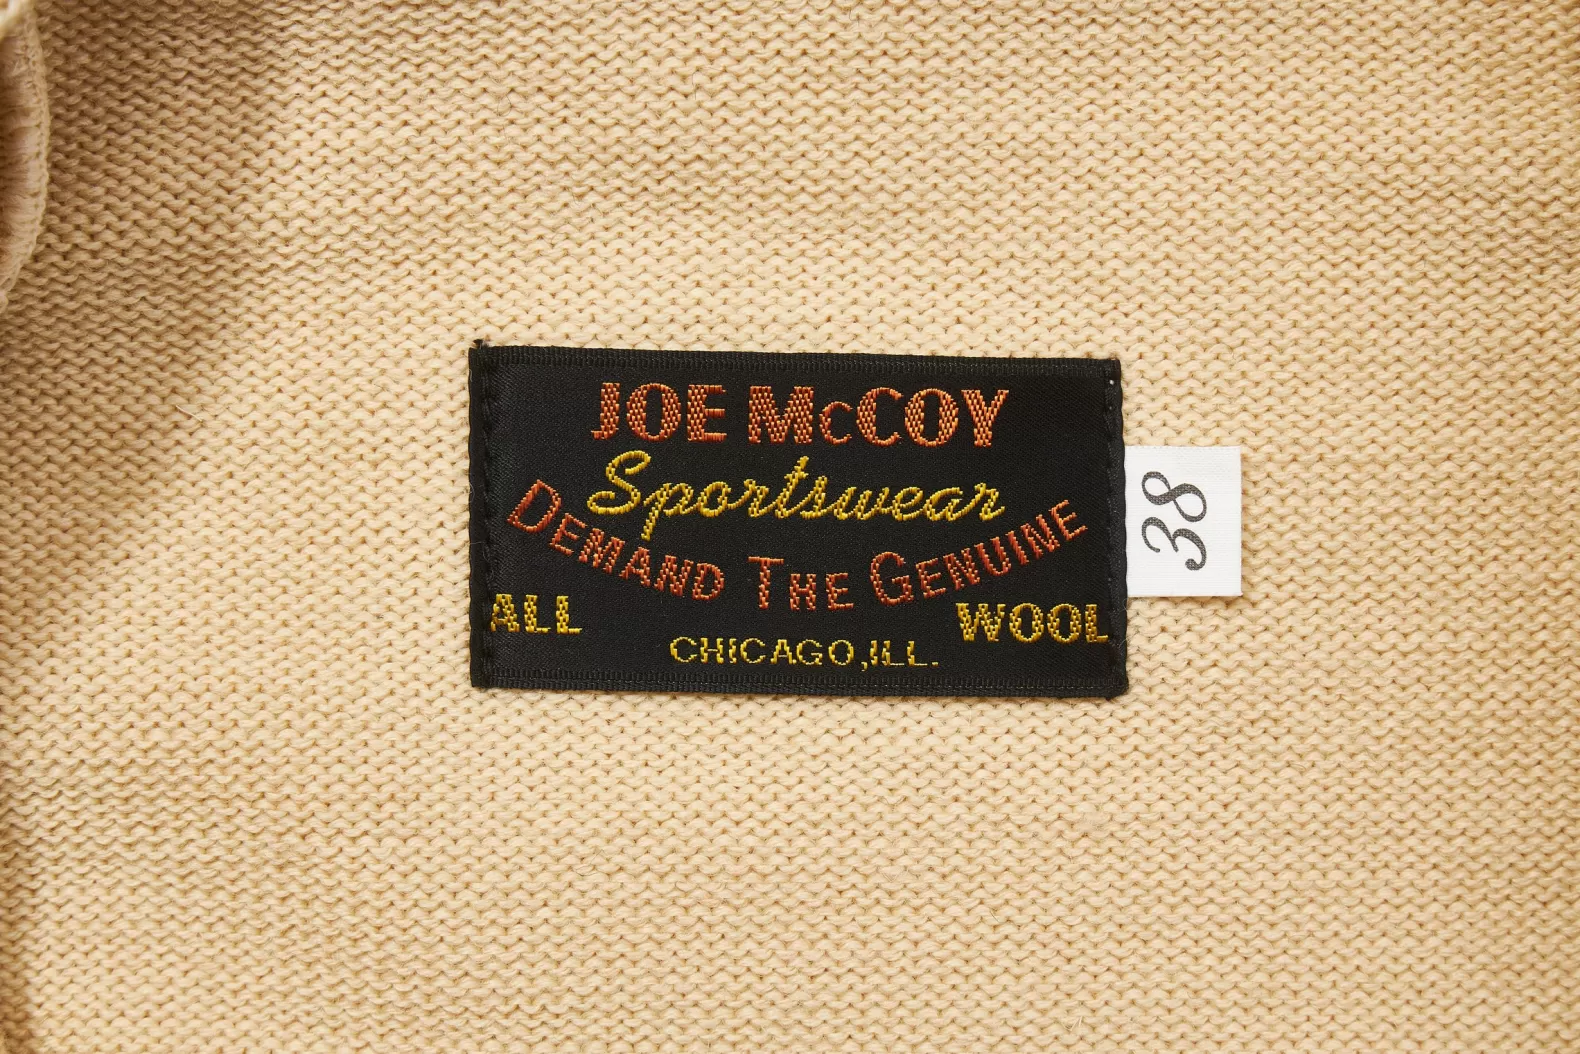 JOE McCOY
Sportswear
DEMAND THE GENUINE
ALL WOOL
CHICAGO, ILL.
38